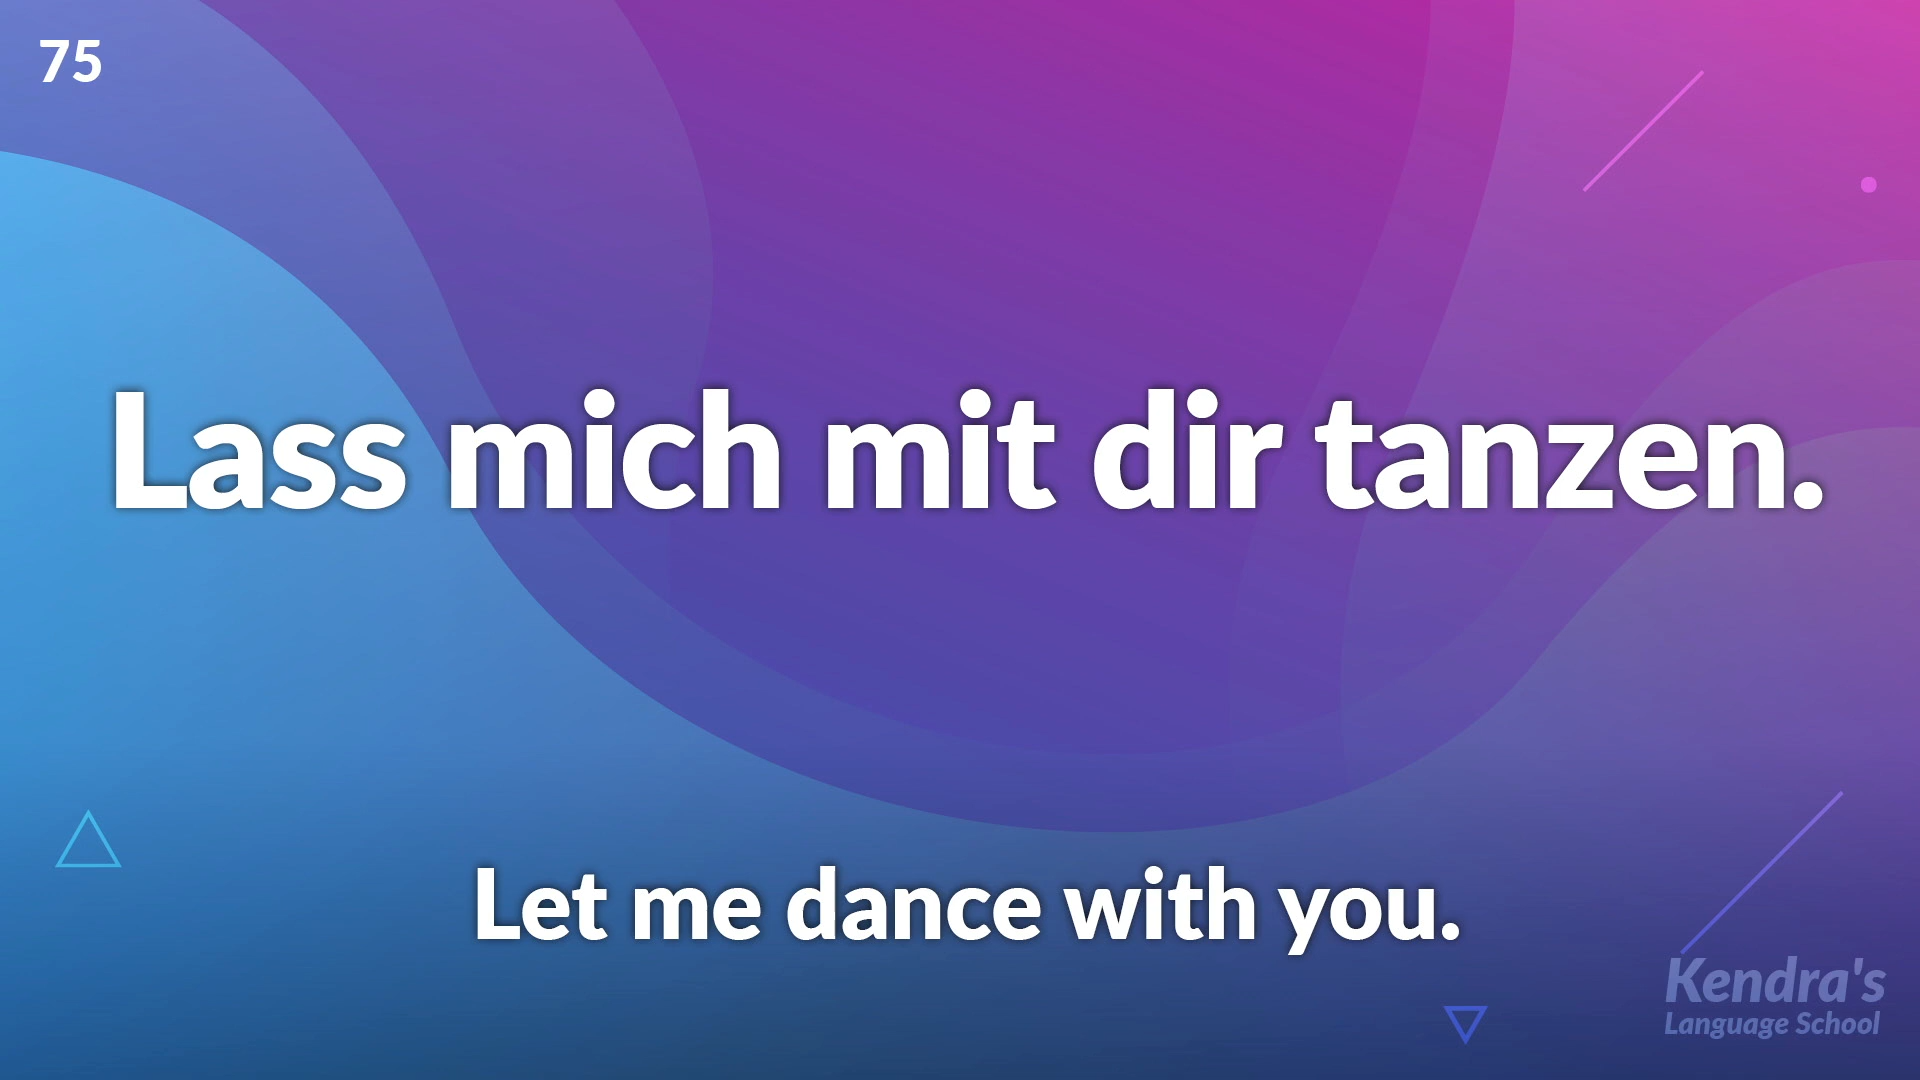 75
Lass mich mit dir tanzen.
Let me dance with you.
Kendra's
Language School